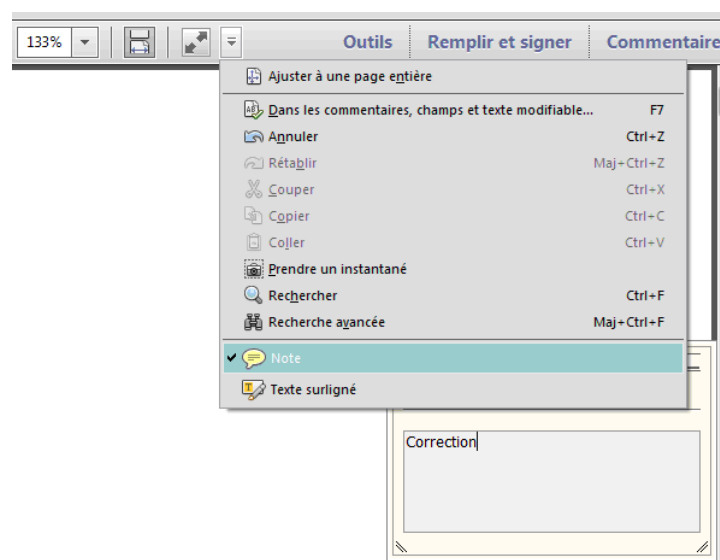 133% Outils Remplir et signer Commentaire
Ajuster à une page entière
Dans les commentaires, champs et texte modifiable... F7
Annuler Ctrl+Z
Rétablir Maj+Ctrl+Z
Couper Ctrl+X
Copier Ctrl+C
Coller Ctrl+V
Prendre un instantané
Rechercher Ctrl+F
Recherche avancée Maj+Ctrl+F
Note
Texte surligné
Correction